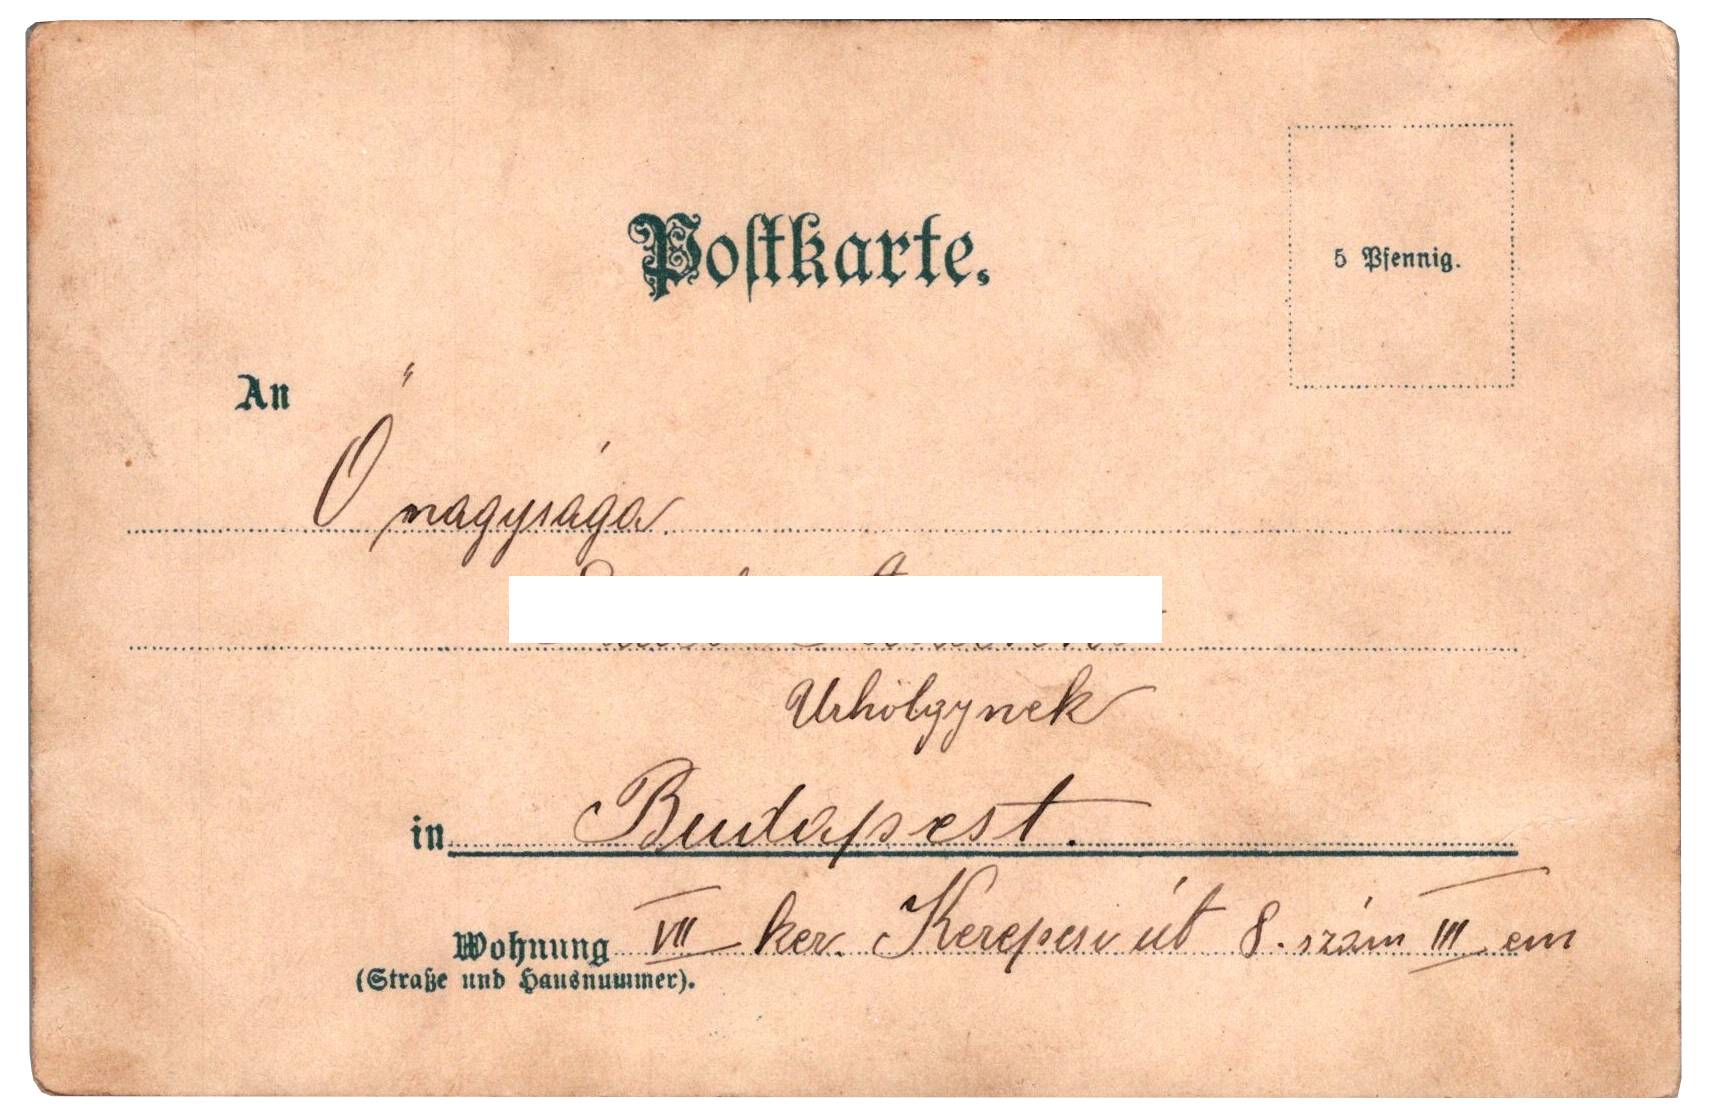 Postkarte.
5 Pfennig.
An
Ő nagysága
Urhölgynek
in Budapest.
Wohnung VII ker. Kerepesi út 8. szám III em
(Straße und Hausnummer).